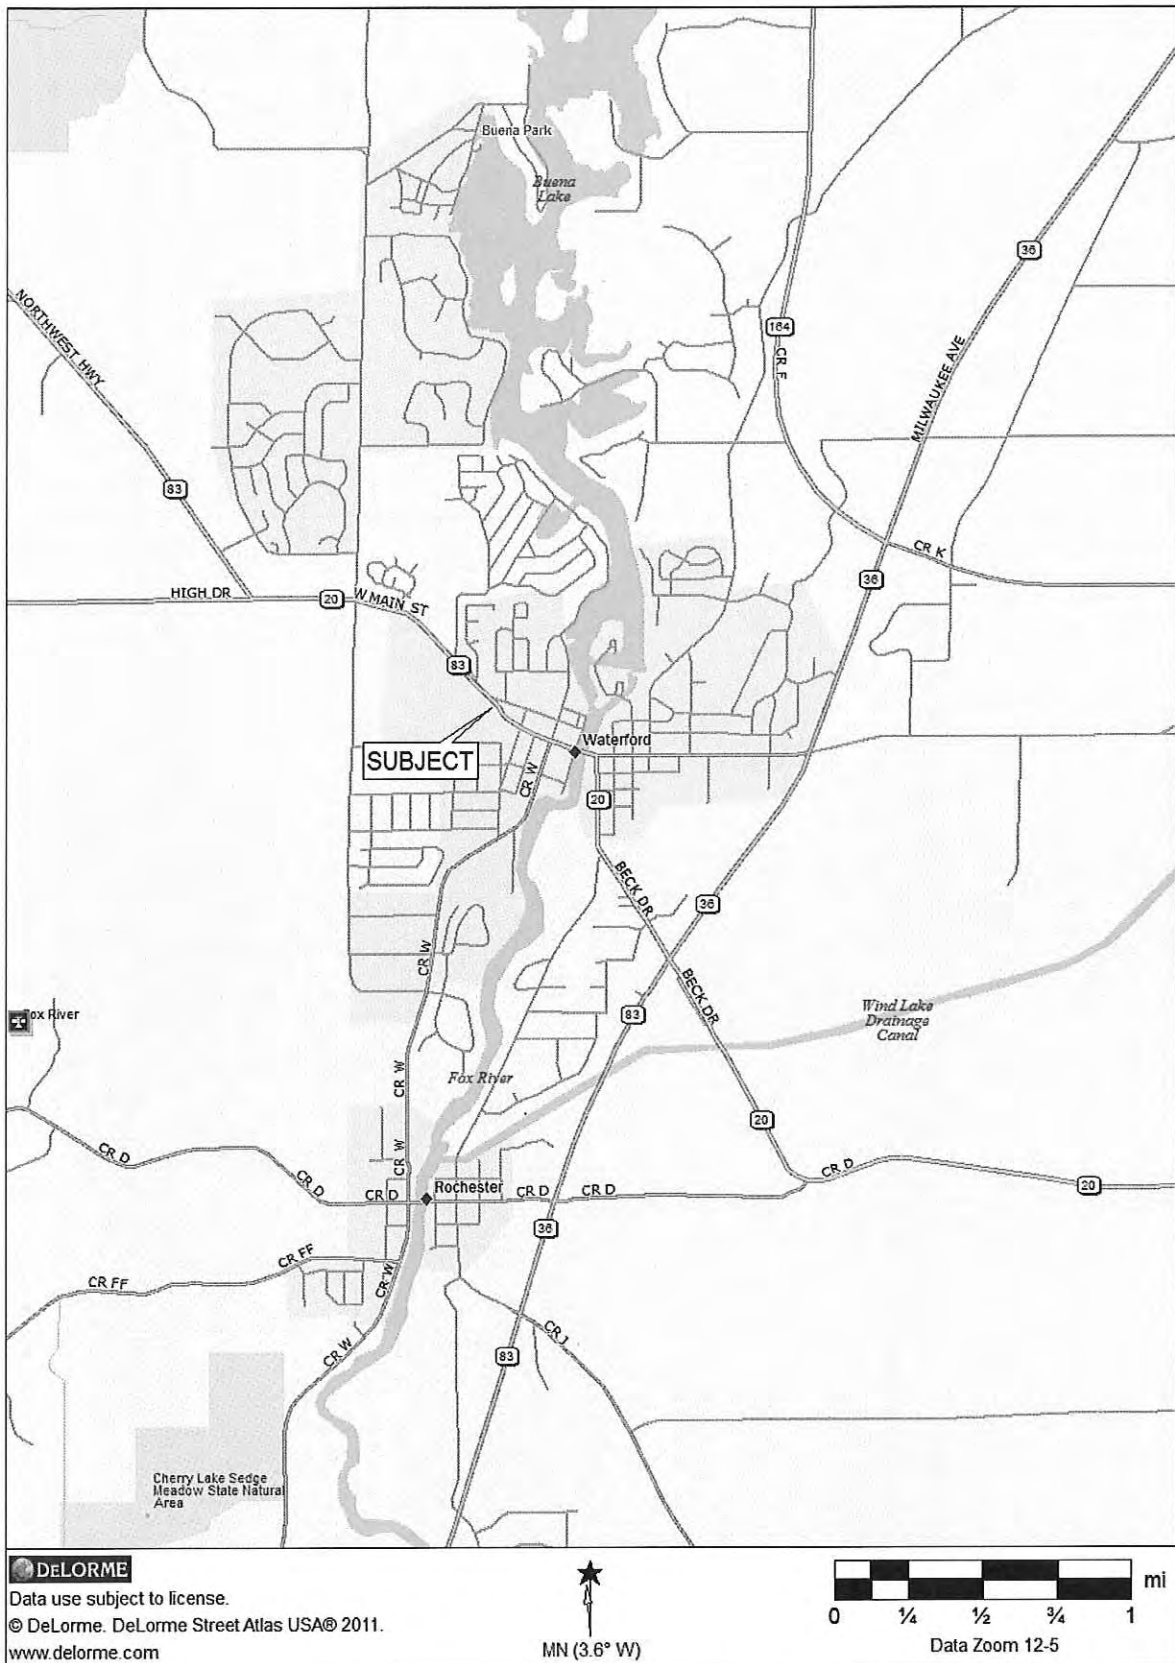 Buena Park
Buena
Lake
36
164
CR F
NORTHWEST HWY
MILWAUKEE AVE
83
CR K
36
HIGH DR
20
W MAIN ST
83
Waterford
SUBJECT
CR W
20
BECK DR
36
CR W
BECK DR
83
Wind Lake
Drainage
Canal
Fox River
CR W
Fox River
20
CR D
CR W
CR D
CR D
CR D
Rochester
CR D
CR D
20
36
CR FF
CR FF
CR W
CR J
CR W
83
Cherry Lake Sedge
Meadow State Natural
Area
DELORME
Data use subject to license.
© DeLorme. DeLorme Street Atlas USA® 2011.
www.delorme.com
MN (3.6° W)
mi
0 ¼ ½ ¾ 1
Data Zoom 12-5